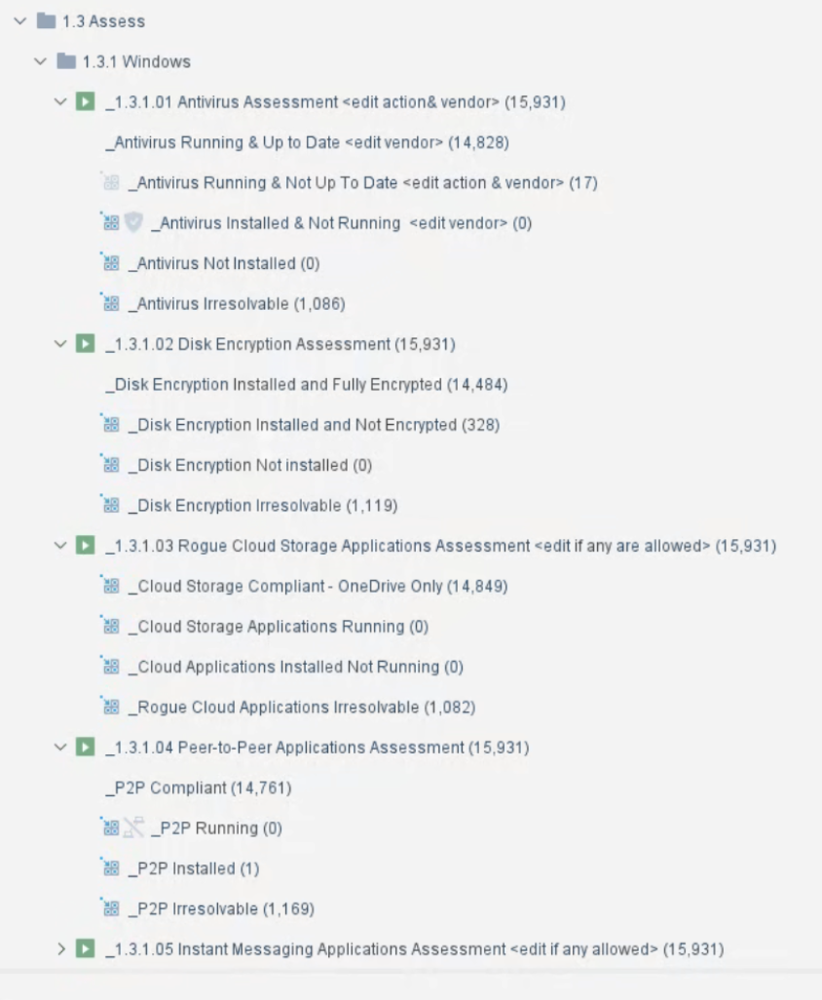 1.3 Assess
1.3.1 Windows
_1.3.1.01 Antivirus Assessment <edit action& vendor> (15,931)
_Antivirus Running & Up to Date <edit vendor> (14,828)
_Antivirus Running & Not Up To Date <edit action & vendor> (17)
_Antivirus Installed & Not Running <edit vendor> (0)
_Antivirus Not Installed (0)
_Antivirus Irresolvable (1,086)
_1.3.1.02 Disk Encryption Assessment (15,931)
_Disk Encryption Installed and Fully Encrypted (14,484)
_Disk Encryption Installed and Not Encrypted (328)
_Disk Encryption Not installed (0)
_Disk Encryption Irresolvable (1,119)
_1.3.1.03 Rogue Cloud Storage Applications Assessment <edit if any are allowed> (15,931)
_Cloud Storage Compliant - OneDrive Only (14,849)
_Cloud Storage Applications Running (0)
_Cloud Applications Installed Not Running (0)
_Rogue Cloud Applications Irresolvable (1,082)
_1.3.1.04 Peer-to-Peer Applications Assessment (15,931)
_P2P Compliant (14,761)
_P2P Running (0)
_P2P Installed (1)
_P2P Irresolvable (1,169)
_1.3.1.05 Instant Messaging Applications Assessment <edit if any allowed> (15,931)